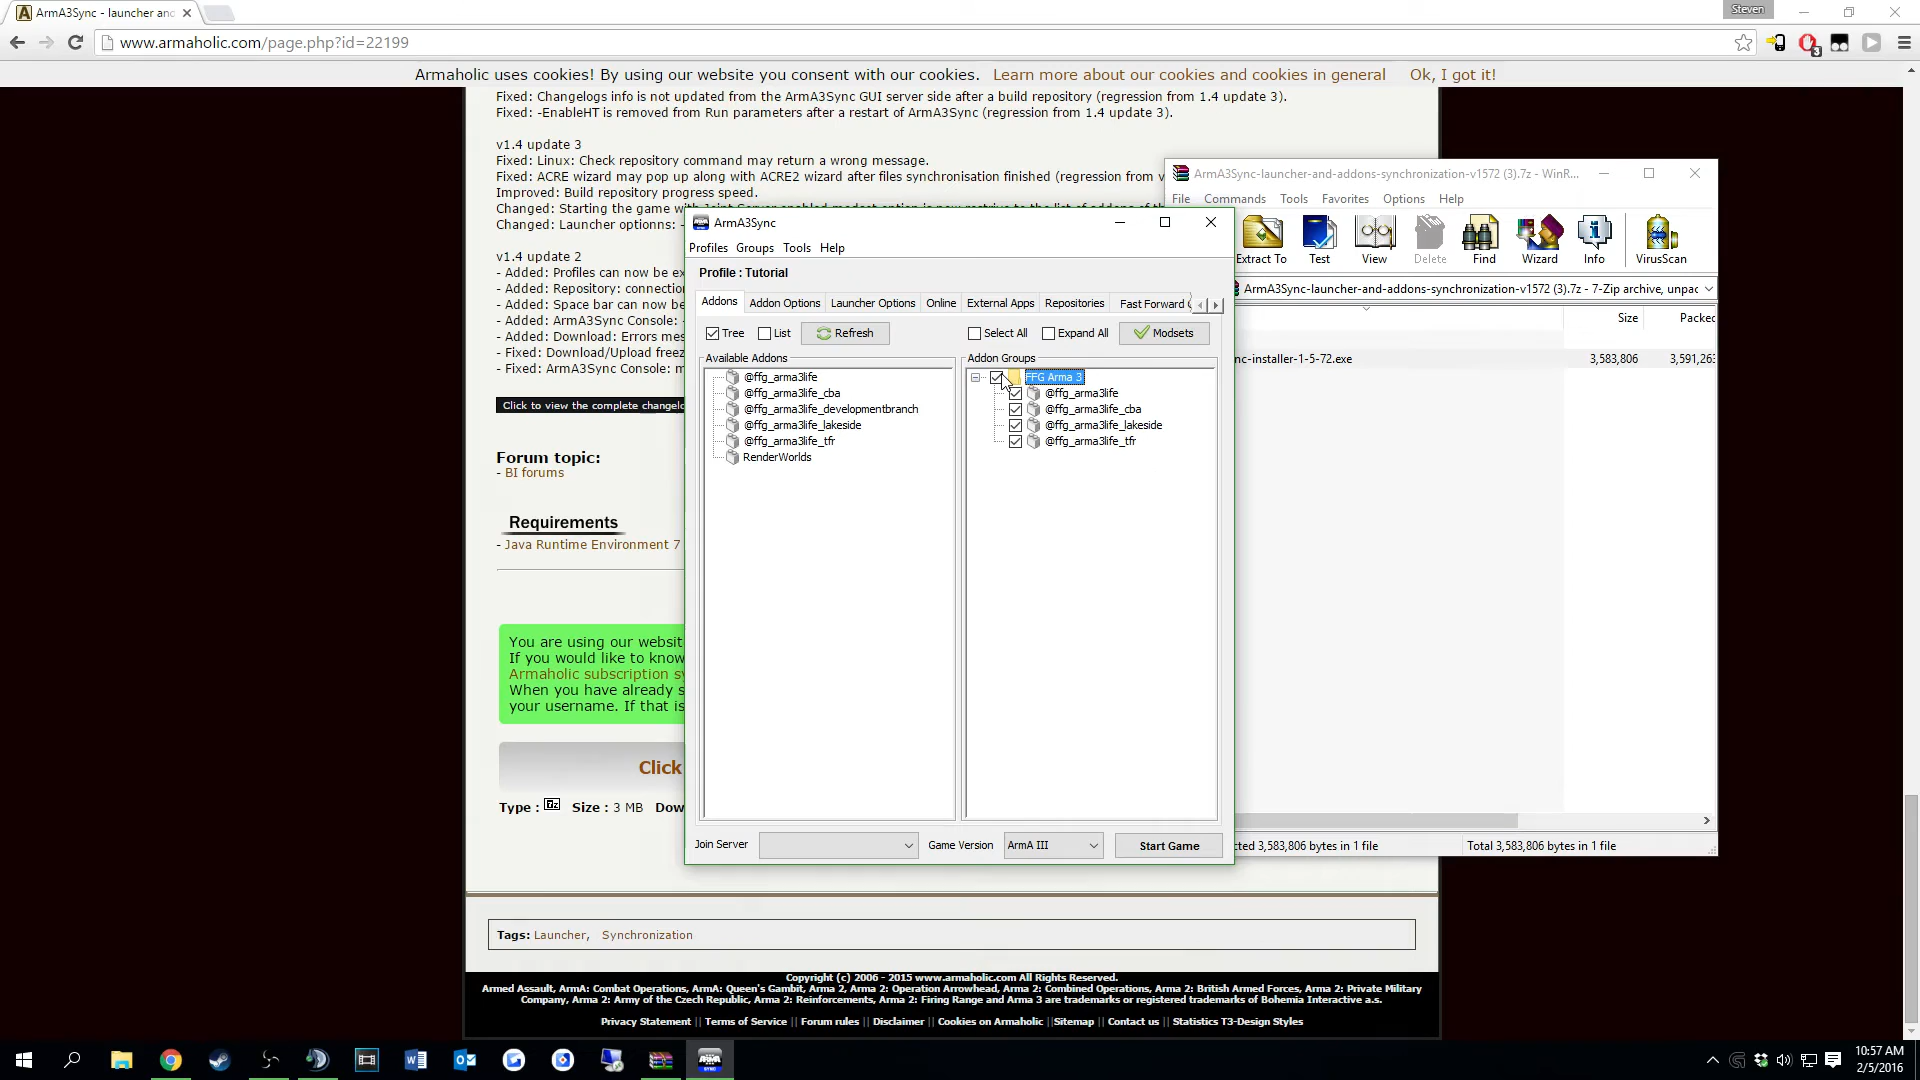 ArmA3Sync - launcher and
Steven
www.armaholic.com/page.php?id=22199
3
Armaholic uses cookies! By using our website you consent with our cookies. Learn more about our cookies and cookies in general Ok, I got it!
Fixed: Changelogs info is not updated from the ArmA3Sync GUI server side after a build repository (regression from 1.4 update 3).
Fixed: -EnableHT is removed from Run parameters after a restart of ArmA3Sync (regression from 1.4 update 3).
v1.4 update 3
Fixed: Linux: Check repository command may return a wrong message.
Fixed: ACRE wizard may pop up along with ACRE2 wizard after files synchronisation finished (regression from v
Improved: Build repository progress speed.
Changed: Starting the game with
Changed: Launcher optionns: -
v1.4 update 2
- Added: Profiles can now be ex
- Added: Repository: connection
- Added: Space bar can now be
- Added: ArmA3Sync Console: -
- Added: Download: Errors mes
- Fixed: Download/Upload freez
- Fixed: ArmA3Sync Console: m
Click to view the complete changelo
Forum topic:
- BI forums
Requirements
- Java Runtime Environment 7
You are using our websit
If you would like to know
Armaholic subscription sy
When you have already s
your username. If that is
Click
Type : 7z Size : 3 MB Dow
Tags: Launcher, Synchronization
Copyright (c) 2006 - 2015 www.armaholic.com All Rights Reserved.
Armed Assault, ArmA: Combat Operations, ArmA: Queen's Gambit, Arma 2, Arma 2: Operation Arrowhead, Arma 2: Combined Operations, Arma 2: British Armed Forces, Arma 2: Private Military
Company, Arma 2: Army of the Czech Republic, Arma 2: Reinforcements, Arma 2: Firing Range and Arma 3 are trademarks or registered trademarks of Bohemia Interactive a.s.
Privacy Statement || Terms of Service || Forum rules || Disclaimer || Cookies on Armaholic ||Sitemap || Contact us || Statistics T3-Design Styles
ArmA3Sync-launcher-and-addons-synchronization-v1572 (3).7z - WinR...
File Commands Tools Favorites Options Help
Extract To Test View Delete Find Wizard Info VirusScan
ArmA3Sync-launcher-and-addons-synchronization-v1572 (3).7z - 7-Zip archive, unpac
Size Packed
nc-installer-1-5-72.exe 3,583,806 3,591,263
cted 3,583,806 bytes in 1 file Total 3,583,806 bytes in 1 file
ArmA3Sync
Profiles Groups Tools Help
Profile : Tutorial
Addons Addon Options Launcher Options Online External Apps Repositories Fast Forward
Tree List Refresh Select All Expand All Modsets
Available Addons Addon Groups
@ffg_arma3life
@ffg_arma3life_cba
@ffg_arma3life_developmentbranch
@ffg_arma3life_lakeside
@ffg_arma3life_tfr
RenderWorlds
FFG Arma 3
@ffg_arma3life
@ffg_arma3life_cba
@ffg_arma3life_lakeside
@ffg_arma3life_tfr
Join Server Game Version ArmA III Start Game
10:57 AM
2/5/2016